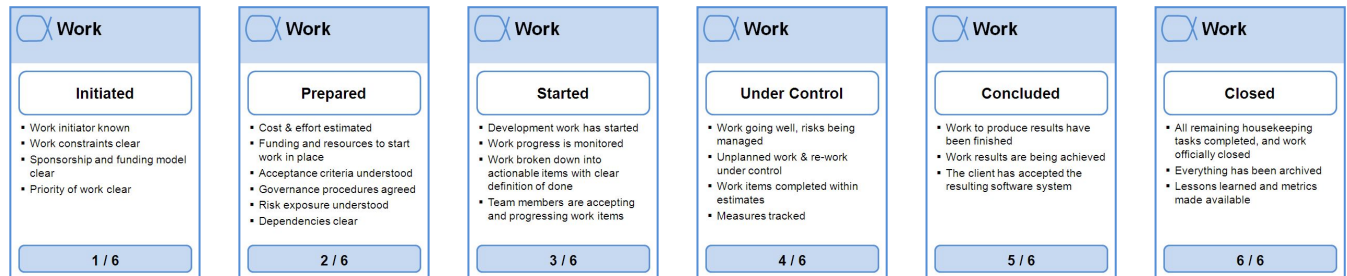 Work
Initiated
▪ Work initiator known
▪ Work constraints clear
▪ Sponsorship and funding model
clear
▪ Priority of work clear
1 / 6
Work
Prepared
▪ Cost & effort estimated
▪ Funding and resources to start
work in place
▪ Acceptance criteria understood
▪ Governance procedures agreed
▪ Risk exposure understood
▪ Dependencies clear
2 / 6
Work
Started
▪ Development work has started
▪ Work progress is monitored
▪ Work broken down into
actionable items with clear
definition of done
▪ Team members are accepting
and progressing work items
3 / 6
Work
Under Control
▪ Work going well, risks being
managed
▪ Unplanned work & re-work
under control
▪ Work items completed within
estimates
▪ Measures tracked
4 / 6
Work
Concluded
▪ Work to produce results have
been finished
▪ Work results are being achieved
▪ The client has accepted the
resulting software system
5 / 6
Work
Closed
▪ All remaining housekeeping
tasks completed, and work
officially closed
▪ Everything has been archived
▪ Lessons learned and metrics
made available
6 / 6